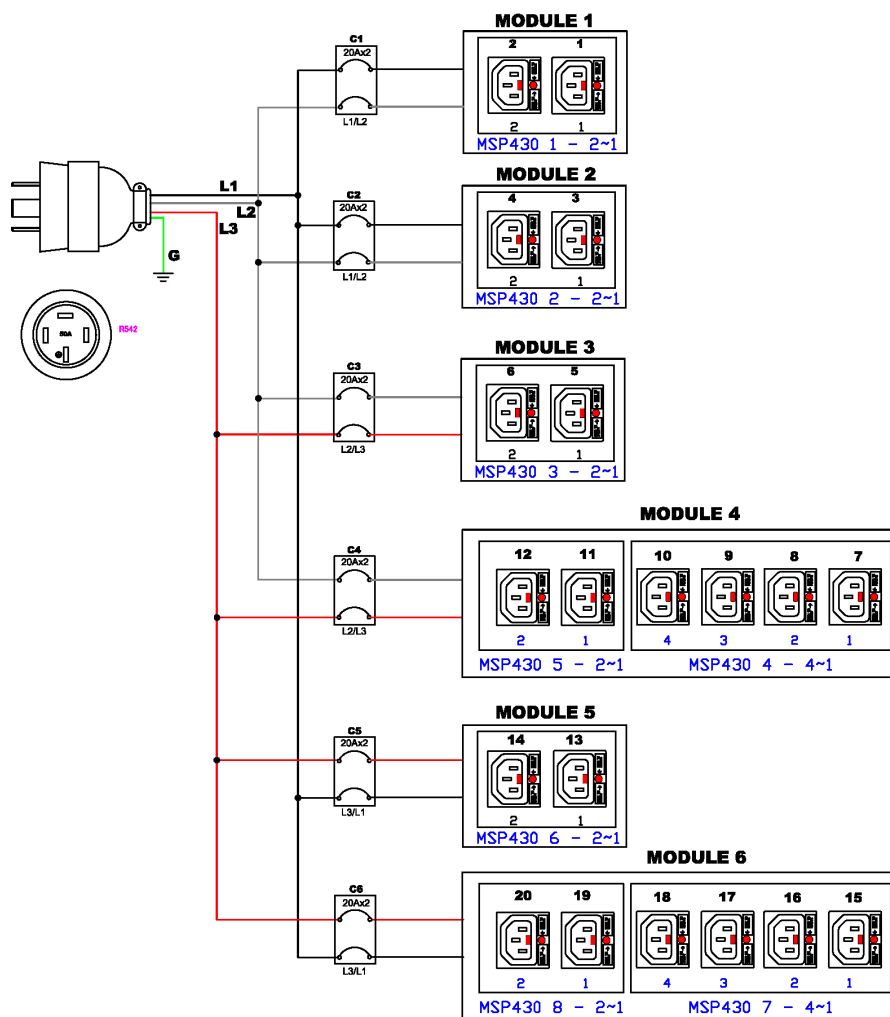 MODULE 1
C1
20Ax2
L1/L2
2 1
2 1
MSP430 1 - 2~1
L1
L2
L3
G
50A
R542
MODULE 2
C2
20Ax2
L1/L2
4 3
2 1
MSP430 2 - 2~1
MODULE 3
C3
20Ax2
L2/L3
6 5
2 1
MSP430 3 - 2~1
MODULE 4
C4
20Ax2
L2/L3
12 11 10 9 8 7
2 1 4 3 2 1
MSP430 5 - 2~1 MSP430 4 - 4~1
MODULE 5
C5
20Ax2
L3/L1
14 13
2 1
MSP430 6 - 2~1
MODULE 6
C6
20Ax2
L3/L1
20 19 18 17 16 15
2 1 4 3 2 1
MSP430 8 - 2~1 MSP430 7 - 4~1